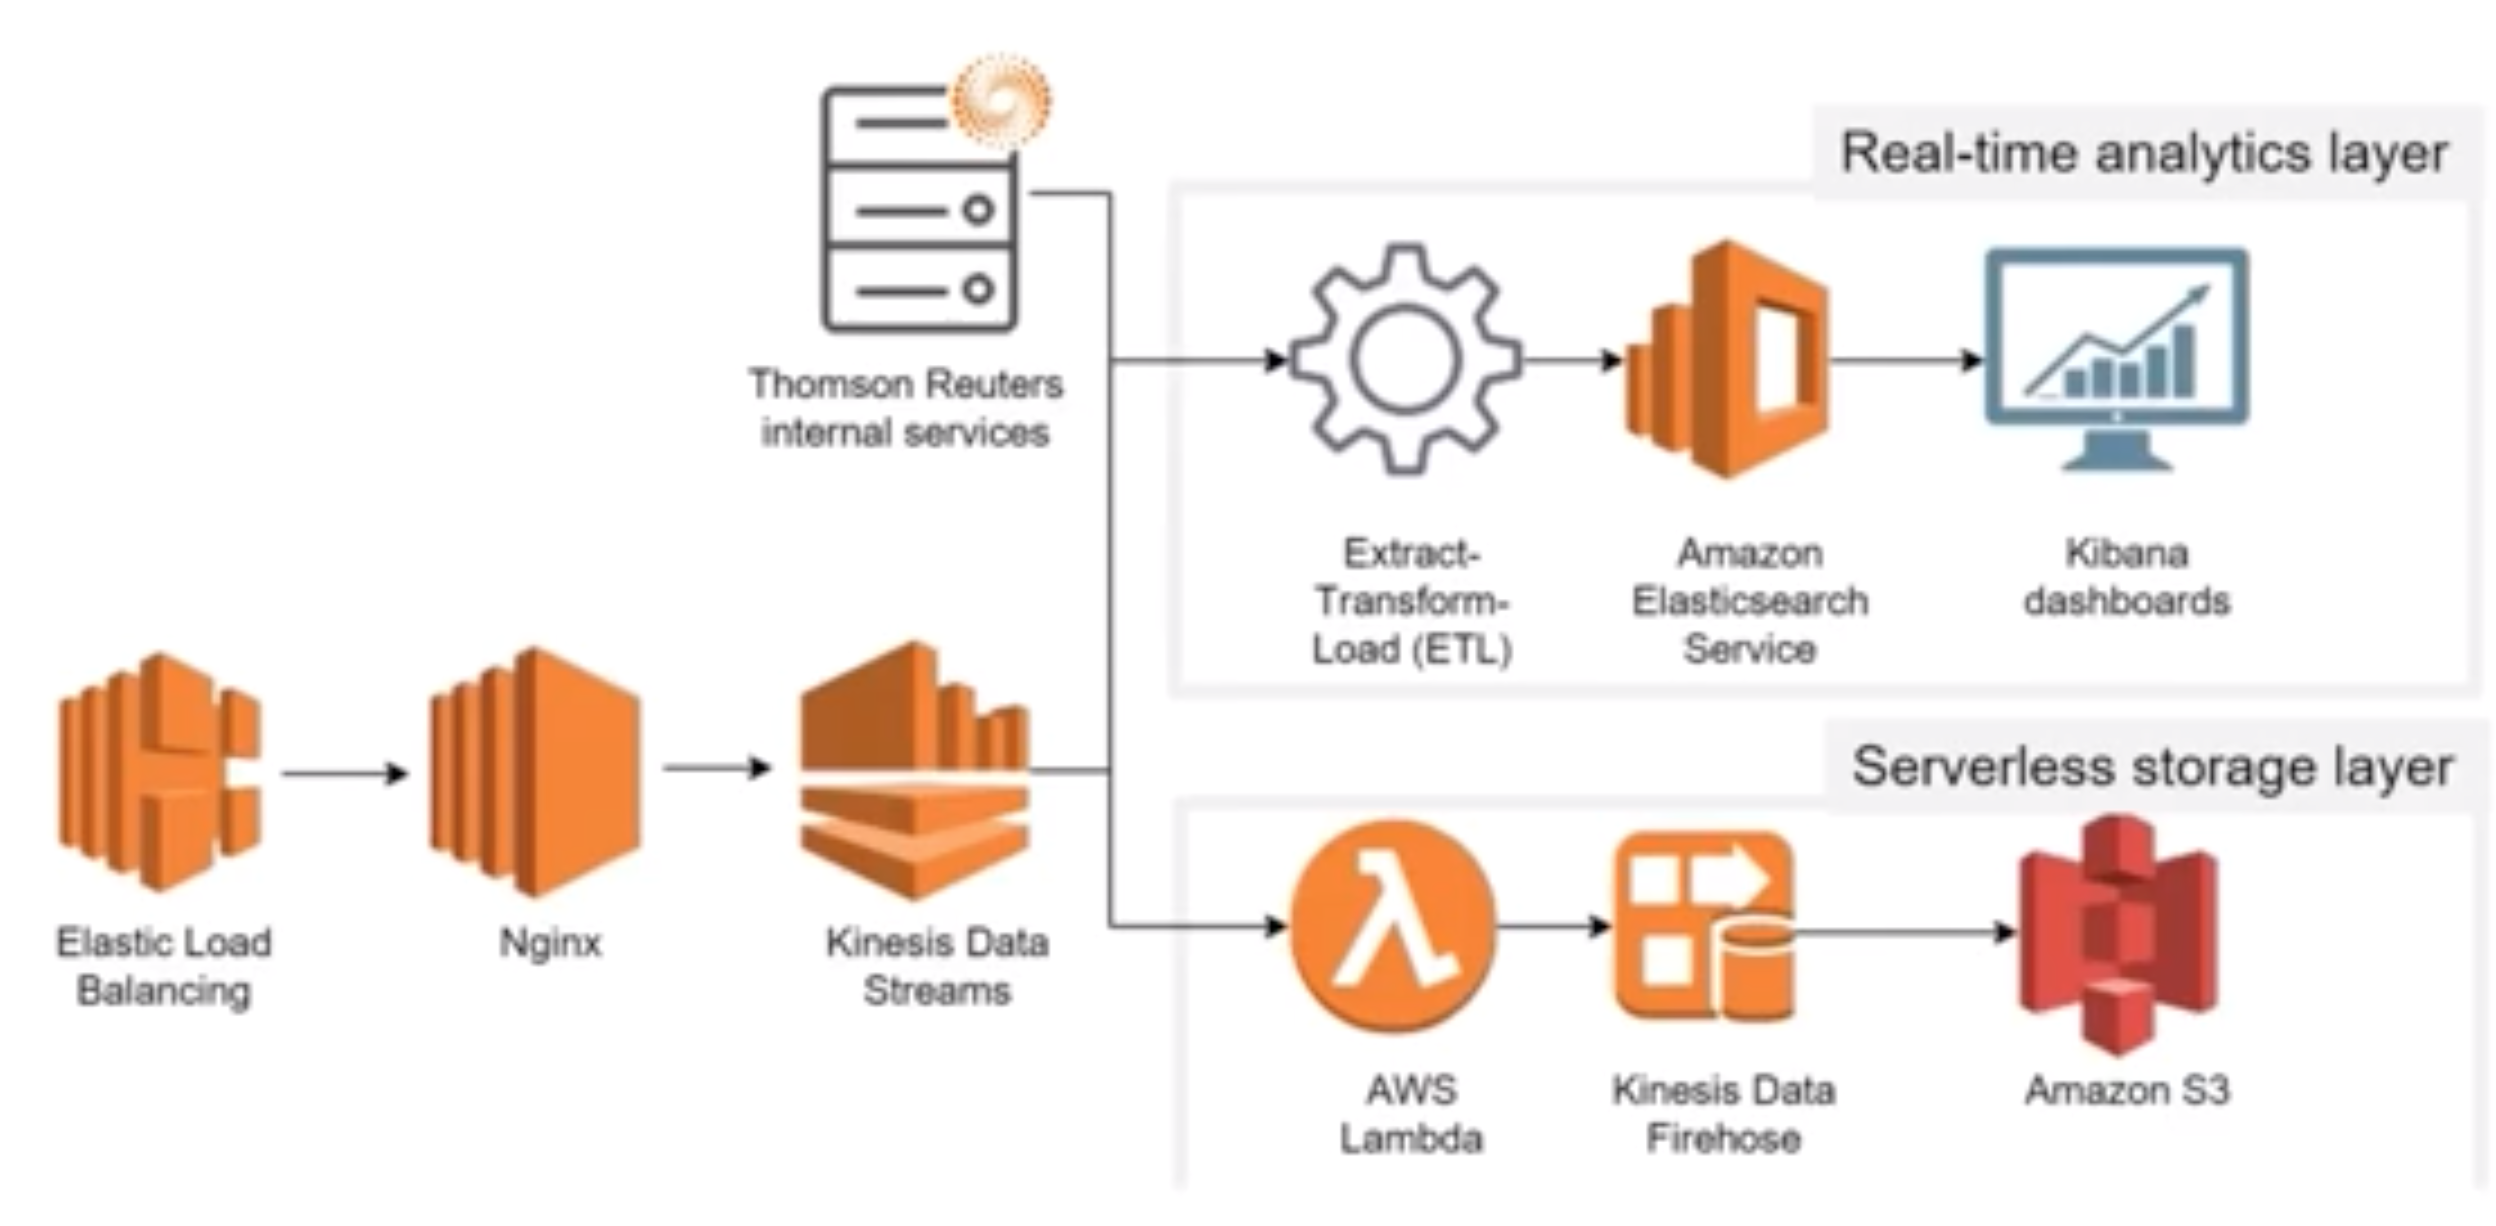 Real-time analytics layer
Thomson Reuters
internal services
Extract-
Transform-
Load (ETL)
Amazon
Elasticsearch
Service
Kibana
dashboards
Serverless storage layer
Elastic Load
Balancing
Nginx
Kinesis Data
Streams
AWS
Lambda
Kinesis Data
Firehose
Amazon S3